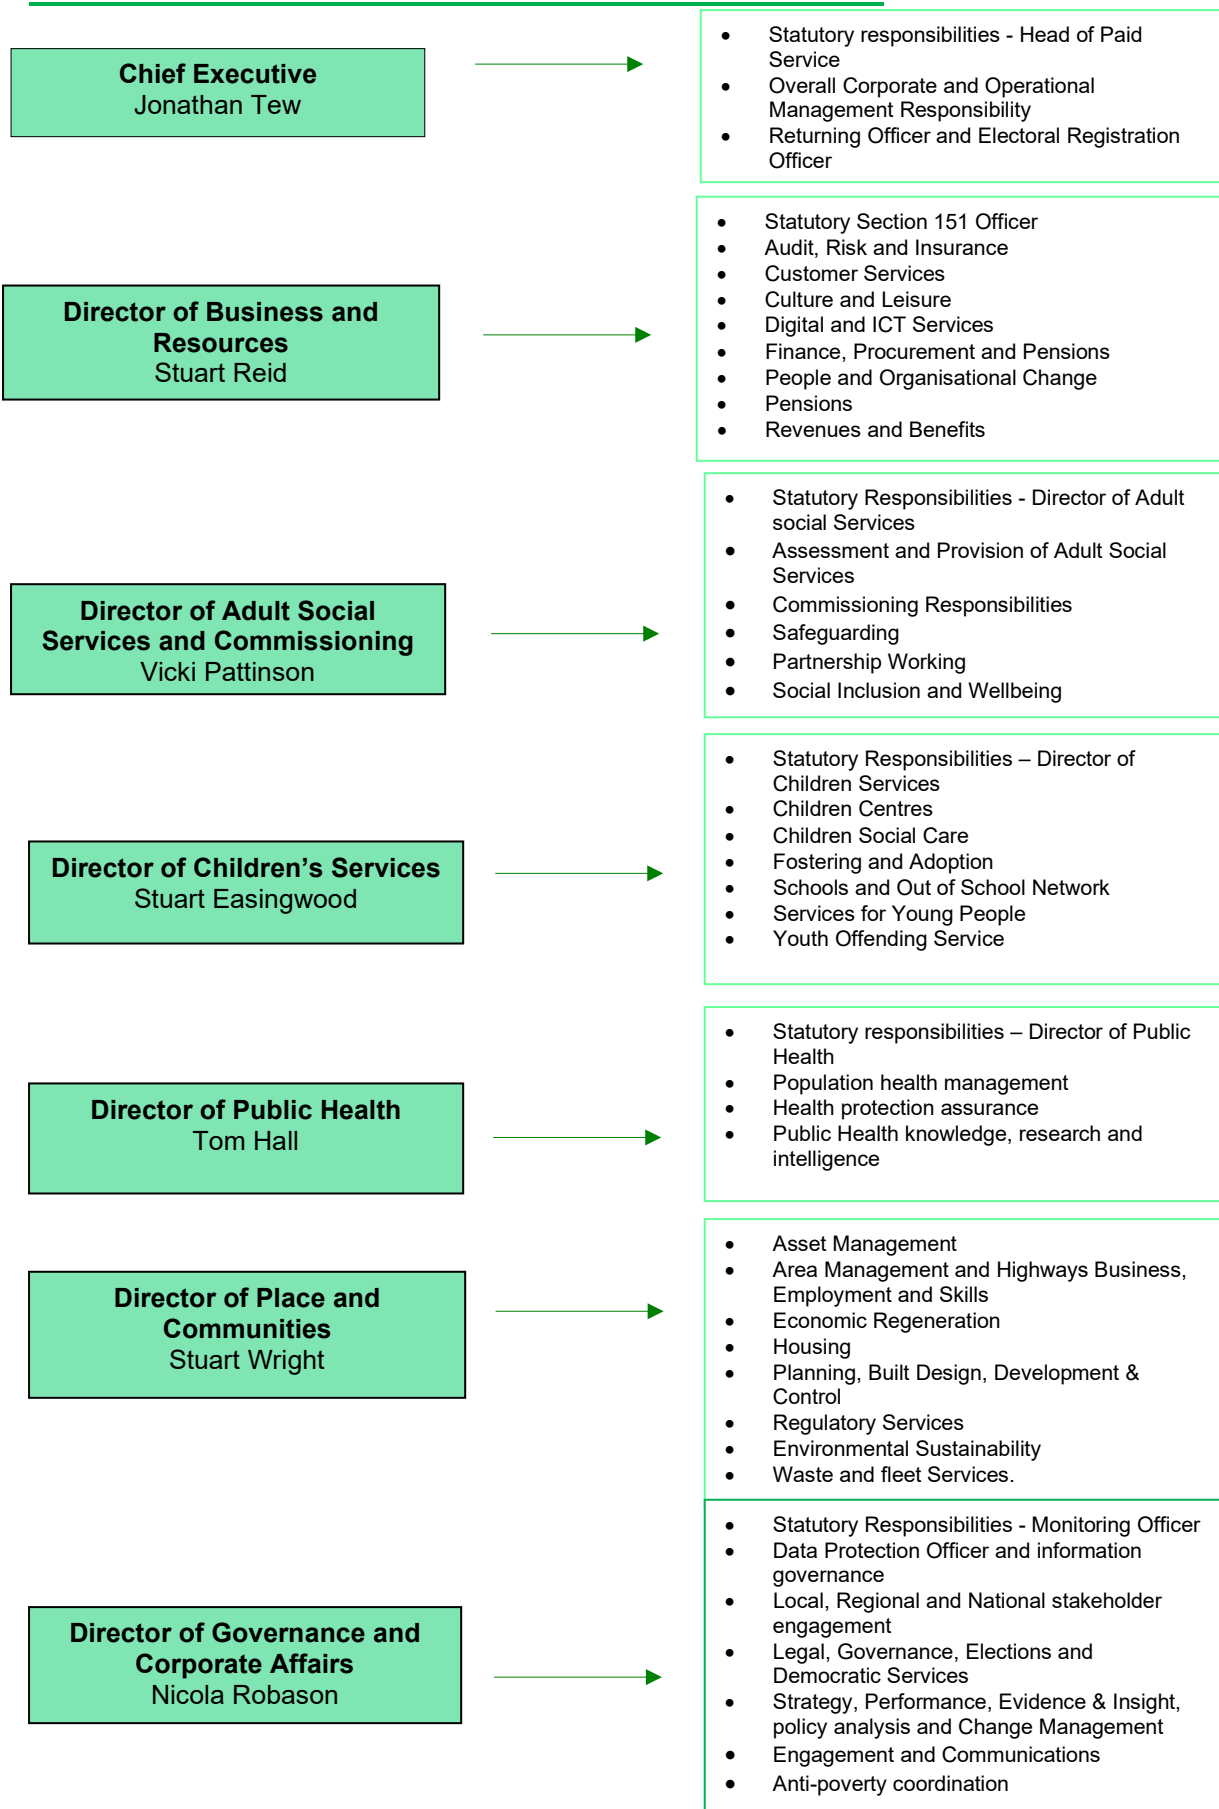 Chief Executive
Jonathan Tew
• Statutory responsibilities - Head of Paid
Service
• Overall Corporate and Operational
Management Responsibility
• Returning Officer and Electoral Registration
Officer
Director of Business and
Resources
Stuart Reid
• Statutory Section 151 Officer
• Audit, Risk and Insurance
• Customer Services
• Culture and Leisure
• Digital and ICT Services
• Finance, Procurement and Pensions
• People and Organisational Change
• Pensions
• Revenues and Benefits
Director of Adult Social
Services and Commissioning
Vicki Pattinson
• Statutory Responsibilities - Director of Adult
social Services
• Assessment and Provision of Adult Social
Services
• Commissioning Responsibilities
• Safeguarding
• Partnership Working
• Social Inclusion and Wellbeing
Director of Children’s Services
Stuart Easingwood
• Statutory Responsibilities – Director of
Children Services
• Children Centres
• Children Social Care
• Fostering and Adoption
• Schools and Out of School Network
• Services for Young People
• Youth Offending Service
Director of Public Health
Tom Hall
• Statutory responsibilities – Director of Public
Health
• Population health management
• Health protection assurance
• Public Health knowledge, research and
intelligence
Director of Place and
Communities
Stuart Wright
• Asset Management
• Area Management and Highways Business,
Employment and Skills
• Economic Regeneration
• Housing
• Planning, Built Design, Development &
Control
• Regulatory Services
• Environmental Sustainability
• Waste and fleet Services.
Director of Governance and
Corporate Affairs
Nicola Robason
• Statutory Responsibilities - Monitoring Officer
• Data Protection Officer and information
governance
• Local, Regional and National stakeholder
engagement
• Legal, Governance, Elections and
Democratic Services
• Strategy, Performance, Evidence & Insight,
policy analysis and Change Management
• Engagement and Communications
• Anti-poverty coordination